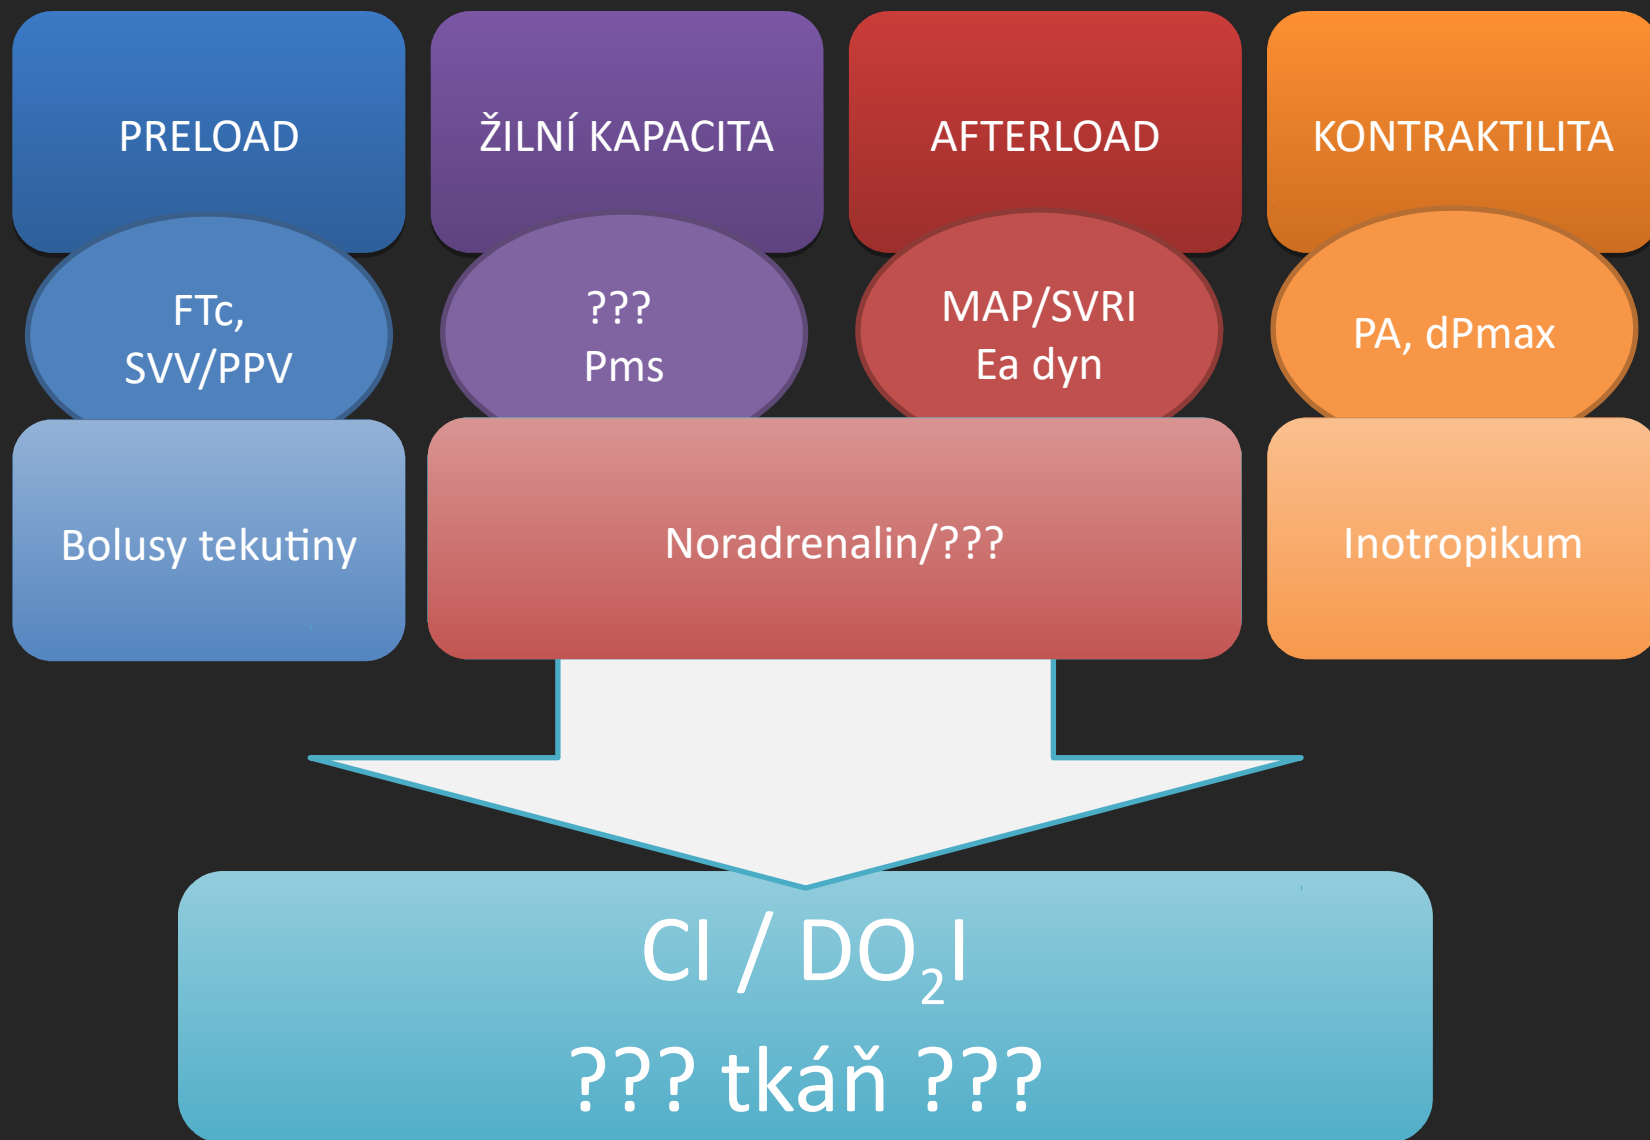 PRELOAD
ŽILNÍ KAPACITA
AFTERLOAD
KONTRAKTILITA
FTc,
SVV/PPV
???
Pms
MAP/SVRI
Ea dyn
PA, dPmax
Bolusy tekutiny
Noradrenalin/???
Inotropikum
CI / DO₂I
??? tkáň ???